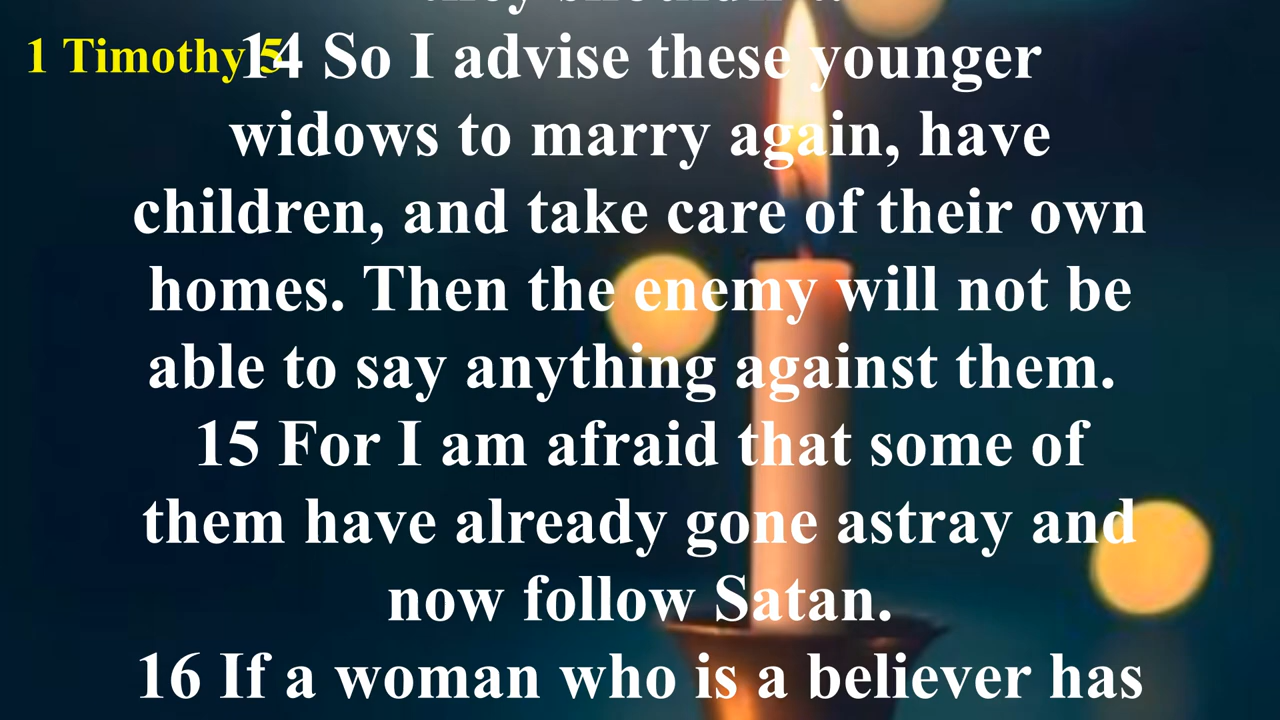 1 Timothy 5
14 So I advise these younger
widows to marry again, have
children, and take care of their own
homes. Then the enemy will not be
able to say anything against them.
15 For I am afraid that some of
them have already gone astray and
now follow Satan.
16 If a woman who is a believer has